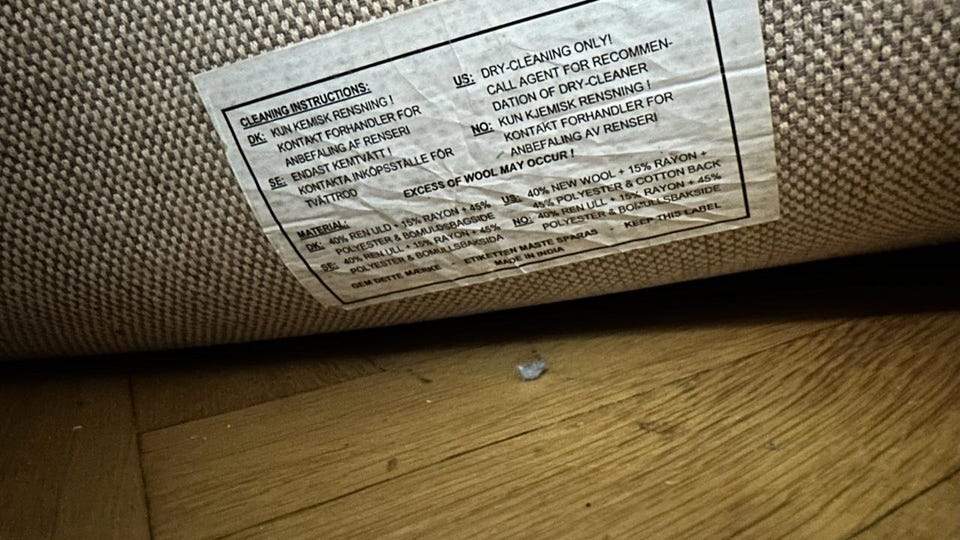 CLEANING INSTRUCTIONS:
DK: KUN KEMISK RENSNING !
KONTAKT FORHANDLER FOR
ANBEFALING AF RENSERI
SE: ENDAST KEMTVÄTT !
KONTAKTA INKÖPSSTÄLLE FÖR
TVÄTTROD
US: DRY-CLEANING ONLY!
CALL AGENT FOR RECOMMEN-
DATION OF DRY-CLEANER
NO: KUN KJEMISK RENSNING !
KONTAKT FORHANDLER FOR
ANBEFALING AV RENSERI
EXCESS OF WOOL MAY OCCUR !
MATERIAL:
DK: 40% REN ULD + 15% RAYON + 45%
POLYESTER & BOMULDSBAGSIDE
SE: 40% REN ULL + 15% RAYON + 45%
POLYESTER & BOMULLSBAKSIDA
US: 40% NEW WOOL + 15% RAYON +
45% POLYESTER & COTTON BACK
NO: 40% REN ULL + 15% RAYON + 45%
POLYESTER & BOMULLSBAKSIDE
GEM DETTE MÆRKE ETIKETTEN MASTE SPARAS - KEEP THIS LABEL
MADE IN INDIA